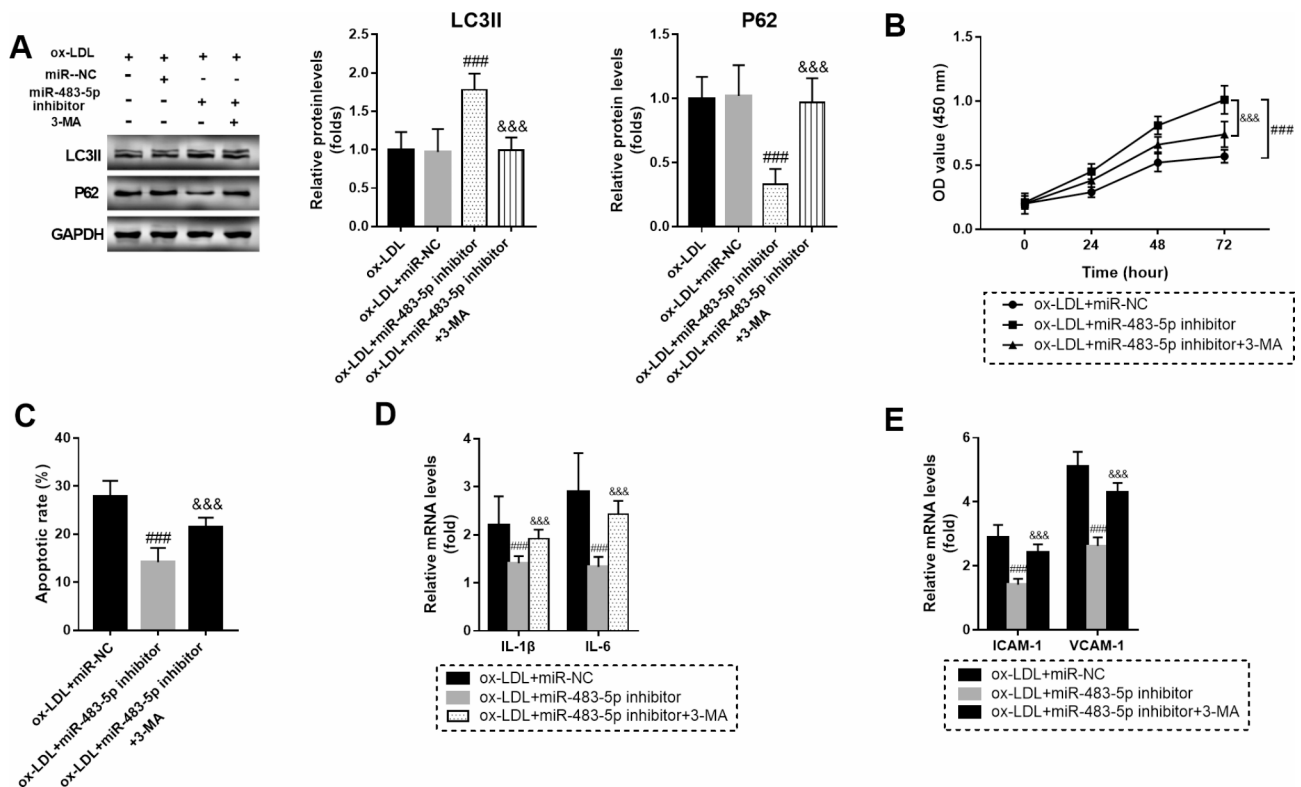 A
ox-LDL + + + +
miR--NC - + - -
miR-483-5p inhibitor - - + +
3-MA - - - +
LC3II
P62
GAPDH
LC3II
Relative proteinlevels (folds)
2.5
2.0
1.5
1.0
0.5
0.0
###
&&&
ox-LDL
ox-LDL+miR-NC
ox-LDL+miR-483-5p inhibitor
ox-LDL+miR-483-5p inhibitor
+3-MA
P62
Relative protein levels (folds)
1.5
1.0
0.5
0.0
###
&&&
ox-LDL
ox-LDL+miR-NC
ox-LDL+miR-483-5p inhibitor
ox-LDL+miR-483-5p inhibitor
+3-MA
B
OD value (450 nm)
1.5
1.0
0.5
0.0
&&&
###
0 24 48 72
Time (hour)
ox-LDL+miR-NC
ox-LDL+miR-483-5p inhibitor
ox-LDL+miR-483-5p inhibitor+3-MA
C
Apoptotic rate (%)
40
30
20
10
0
###
&&&
ox-LDL+miR-NC
ox-LDL+miR-483-5p inhibitor
ox-LDL+miR-483-5p inhibitor
+3-MA
D
Relative mRNA levels
(fold)
6
4
2
0
###
&&&
###
&&&
IL-1β IL-6
ox-LDL+miR-NC
ox-LDL+miR-483-5p inhibitor
ox-LDL+miR-483-5p inhibitor+3-MA
E
Relative mRNA levels
(fold)
6
4
2
0
###
&&&
###
&&&
ICAM-1 VCAM-1
ox-LDL+miR-NC
ox-LDL+miR-483-5p inhibitor
ox-LDL+miR-483-5p inhibitor+3-MA